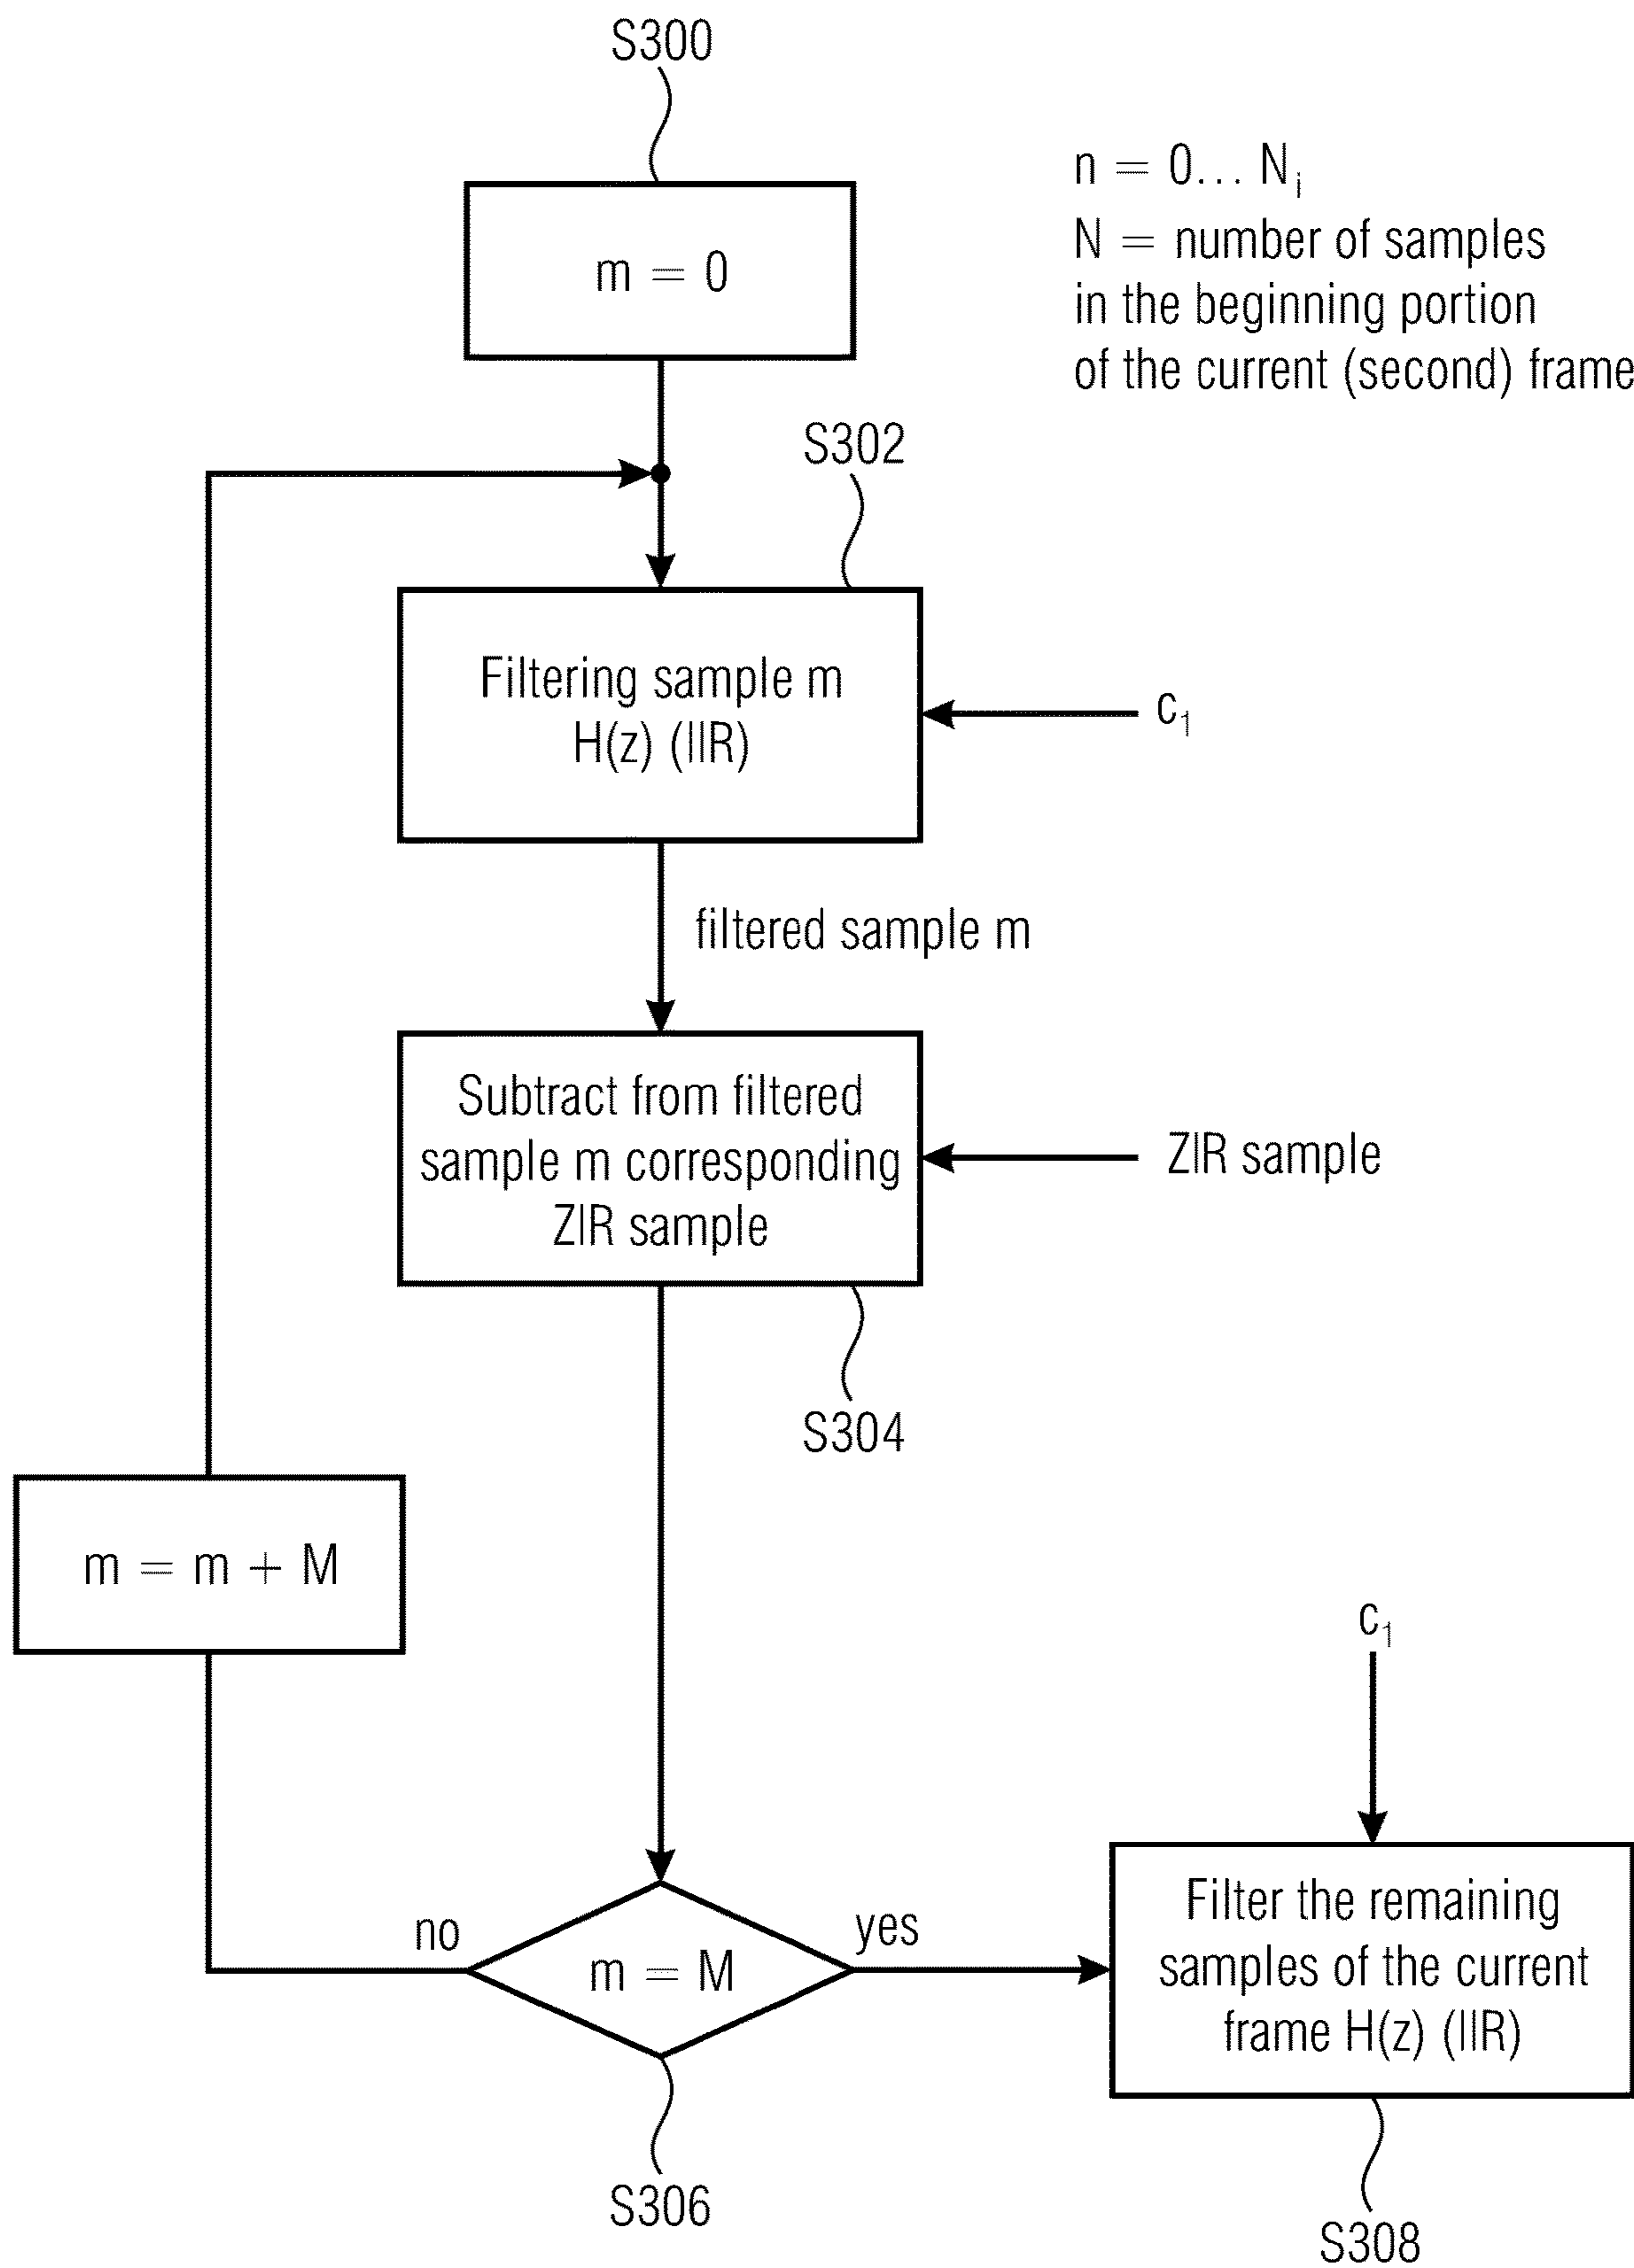 S300
m = 0
n = 0... Nᵢ
N = number of samples
in the beginning portion
of the current (second) frame
S302
Filtering sample m
H(z) (IIR)
c₁
filtered sample m
Subtract from filtered
sample m corresponding
ZIR sample
ZIR sample
S304
m = m + M
c₁
no
m = M
yes
Filter the remaining
samples of the current
frame H(z) (IIR)
S306
S308